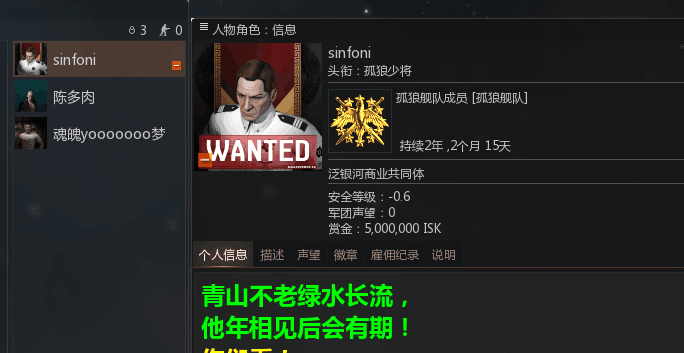 3 0
sinfoni
陈多肉
魂魄yooooooo梦
人物角色：信息
WANTED
sinfoni
头衔：孤狼少将
孤狼舰队成员 [孤狼舰队]
持续2年 ,2个月 15天
泛银河商业共同体
安全等级：-0.6
军团声望：0
赏金：5,000,000 ISK
个人信息 描述 声望 徽章 雇佣纪录 说明
青山不老绿水长流，
他年相见后会有期！